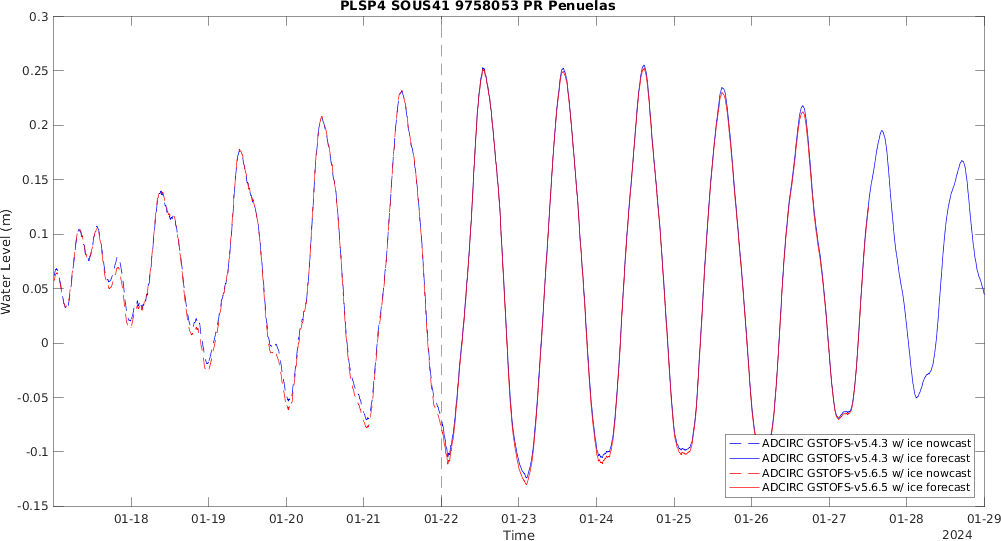 PLSP4 SOUS41 9758053 PR Penuelas
0.3
0.25
0.2
0.15
0.1
0.05
0
-0.05
-0.1
-0.15
Water Level (m)
ADCIRC GSTOFS-v5.4.3 w/ ice nowcast
ADCIRC GSTOFS-v5.4.3 w/ ice forecast
ADCIRC GSTOFS-v5.6.5 w/ ice nowcast
ADCIRC GSTOFS-v5.6.5 w/ ice forecast
01-18 01-19 01-20 01-21 01-22 01-23 01-24 01-25 01-26 01-27 01-28 01-29
Time
2024